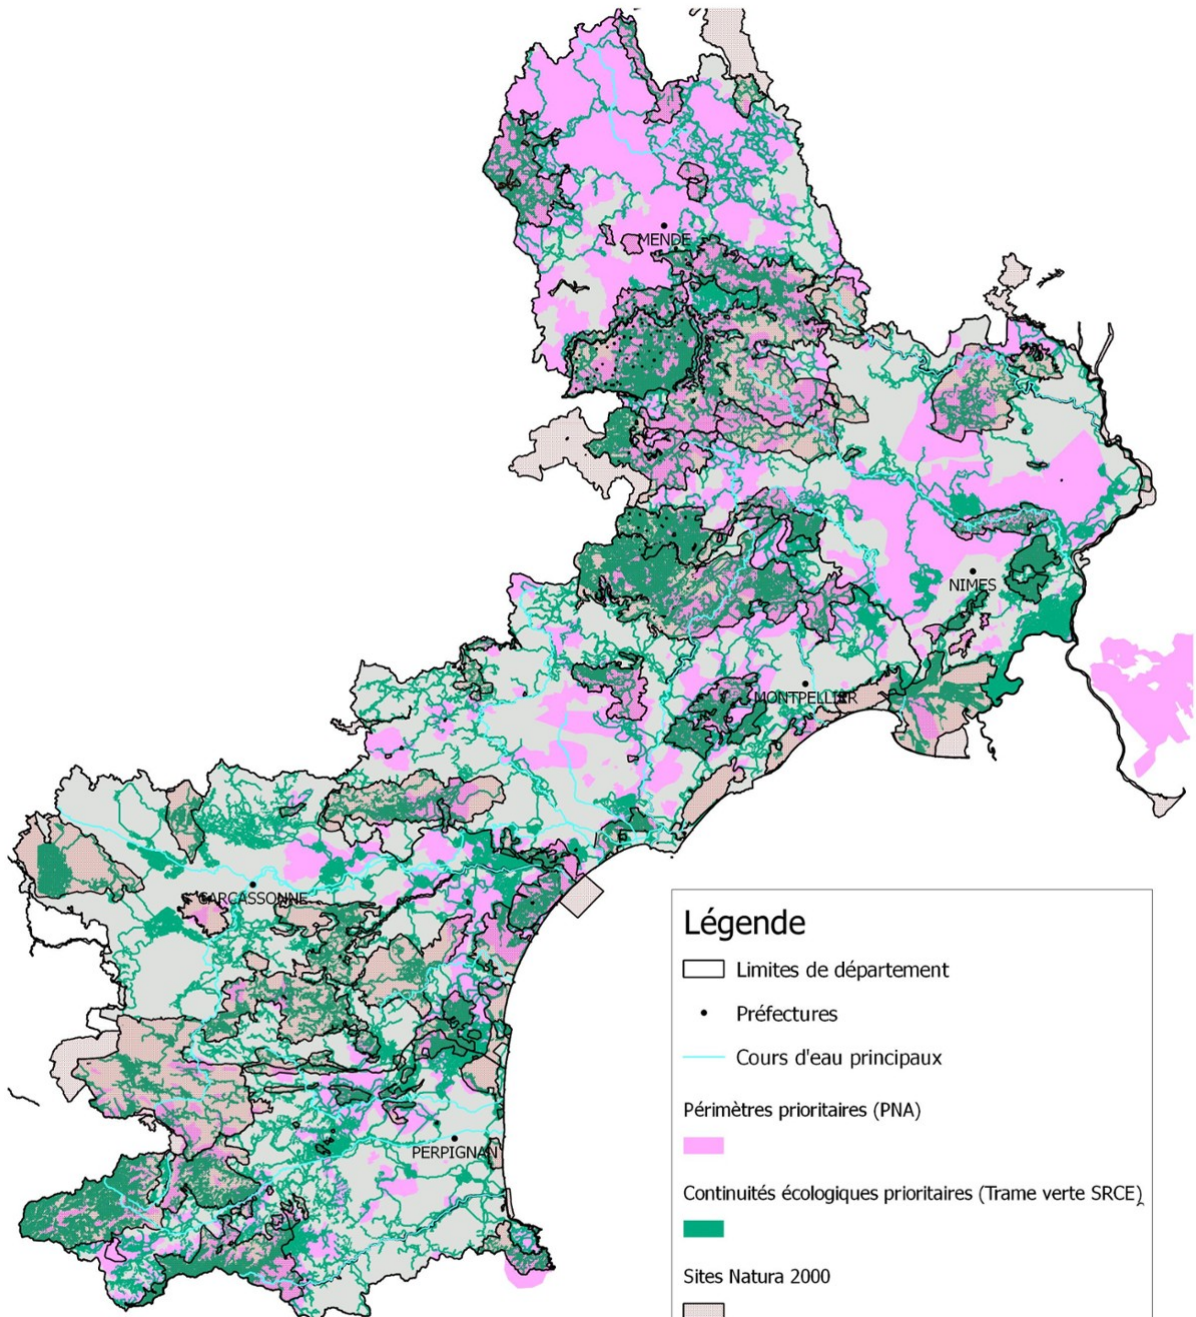 MENDE
NIMES
MONTPELLIER
CARCASSONNE
PERPIGNAN
Légende
Limites de département
Préfectures
Cours d'eau principaux
Périmètres prioritaires (PNA)
Continuités écologiques prioritaires (Trame verte SRCE)
Sites Natura 2000